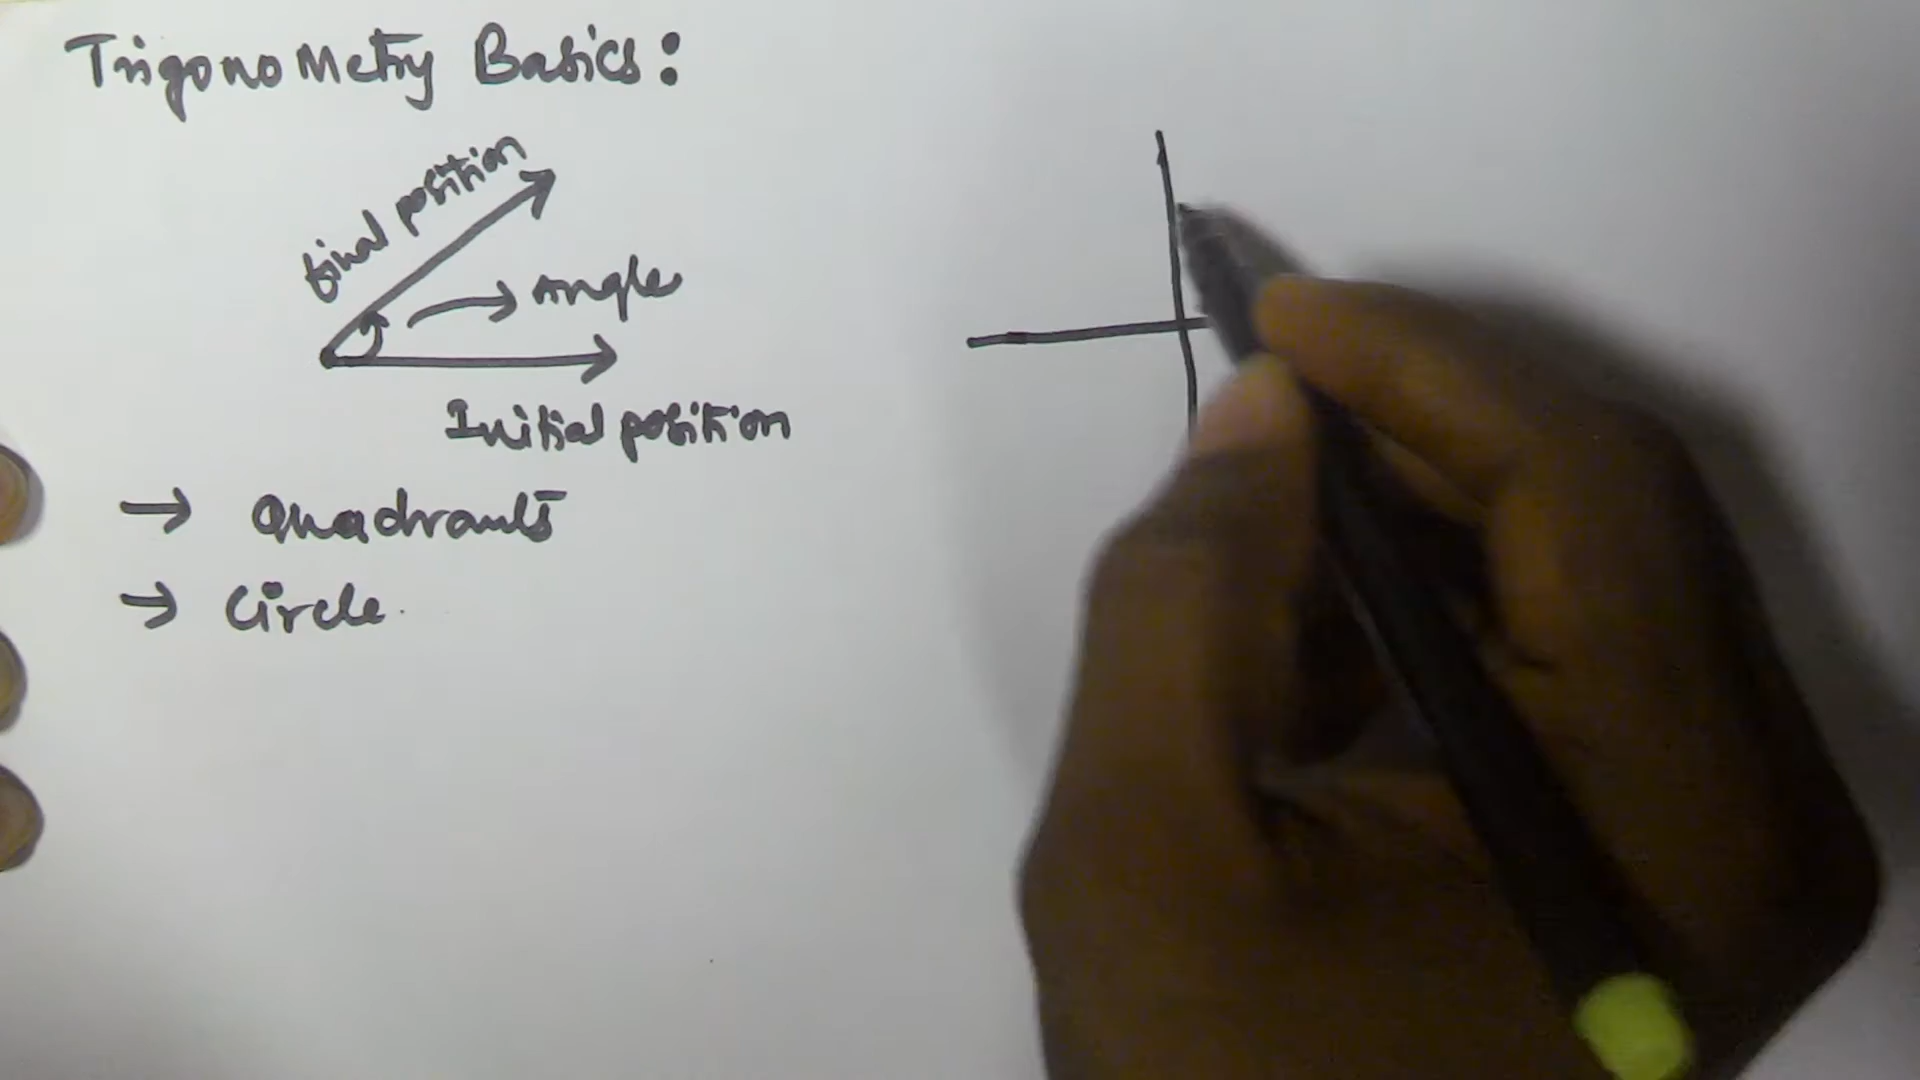 Trigonometry Basics:
final position
Angle
Initial position
→ Quadrants
→ Circle.